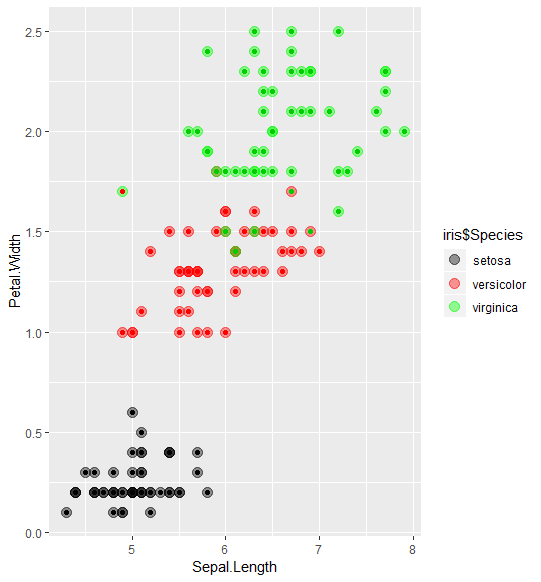 2.5
2.0
1.5
1.0
0.5
0.0
Petal.Width
5
6
7
8
Sepal.Length
iris$Species
setosa
versicolor
virginica